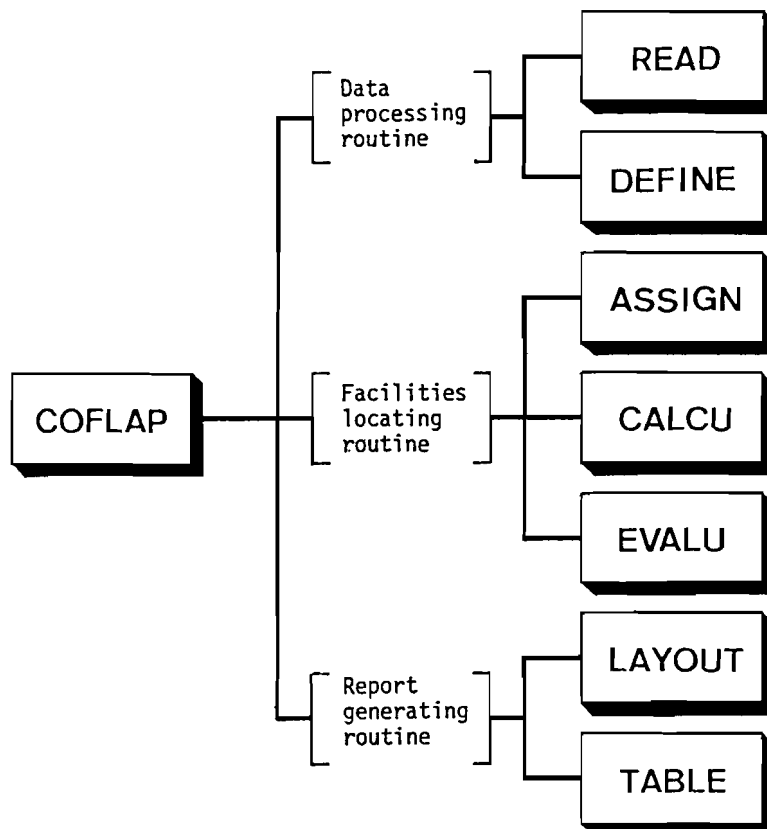 COFLAP
Data
processing
routine
READ
DEFINE
Facilities
locating
routine
ASSIGN
CALCU
EVALU
Report
generating
routine
LAYOUT
TABLE